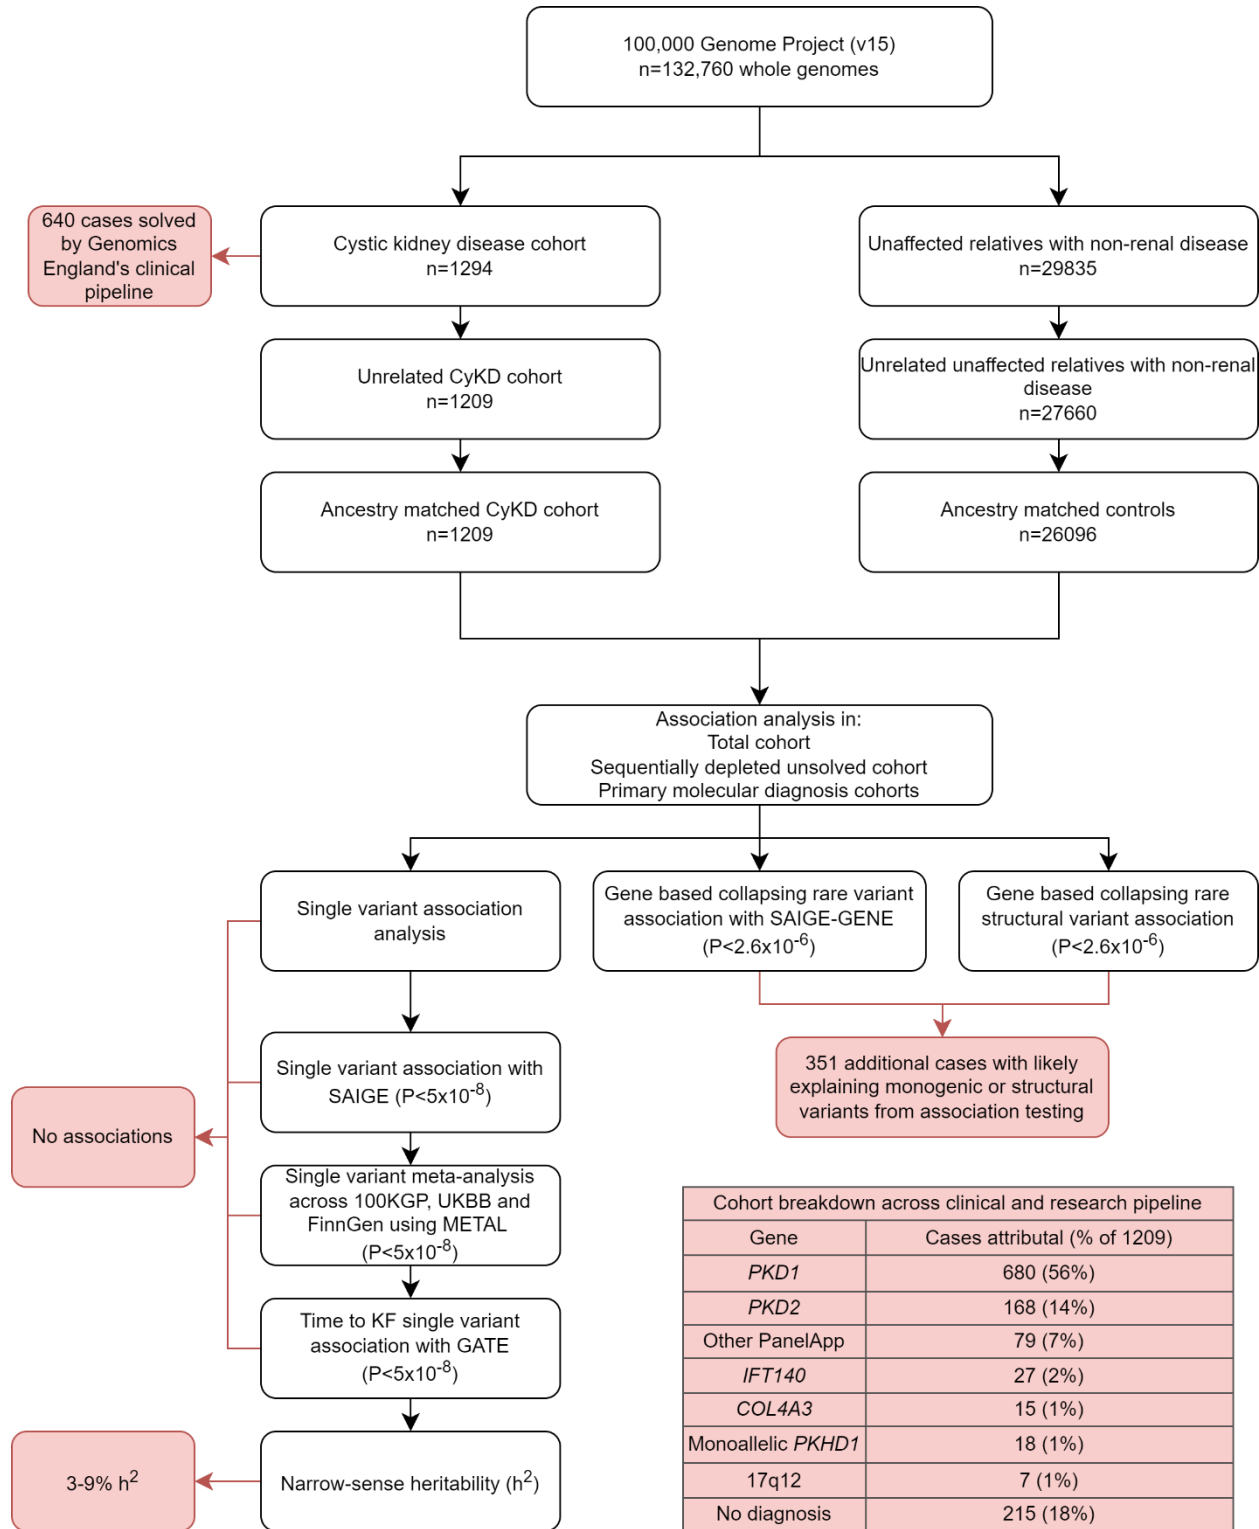 100,000 Genome Project (v15)
n=132,760 whole genomes
640 cases solved
by Genomics
England's clinical
pipeline
Cystic kidney disease cohort
n=1294
Unaffected relatives with non-renal disease
n=29835
Unrelated CyKD cohort
n=1209
Unrelated unaffected relatives with non-renal
disease
n=27660
Ancestry matched CyKD cohort
n=1209
Ancestry matched controls
n=26096
Association analysis in:
Total cohort
Sequentially depleted unsolved cohort
Primary molecular diagnosis cohorts
Single variant association
analysis
Gene based collapsing rare variant
association with SAIGE-GENE
(P<2.6x10⁻⁶)
Gene based collapsing rare
structural variant association
(P<2.6x10⁻⁶)
Single variant association with
SAIGE (P<5x10⁻⁸)
351 additional cases with likely
explaining monogenic or structural
variants from association testing
No associations
Single variant meta-analysis
across 100KGP, UKBB and
FinnGen using METAL
(P<5x10⁻⁸)
Time to KF single variant
association with GATE
(P<5x10⁻⁸)
3-9% h²
Narrow-sense heritability (h²)
Cohort breakdown across clinical and research pipeline
Gene Cases attributal (% of 1209)
PKD1 680 (56%)
PKD2 168 (14%)
Other PanelApp 79 (7%)
IFT140 27 (2%)
COL4A3 15 (1%)
Monoallelic PKHD1 18 (1%)
17q12 7 (1%)
No diagnosis 215 (18%)